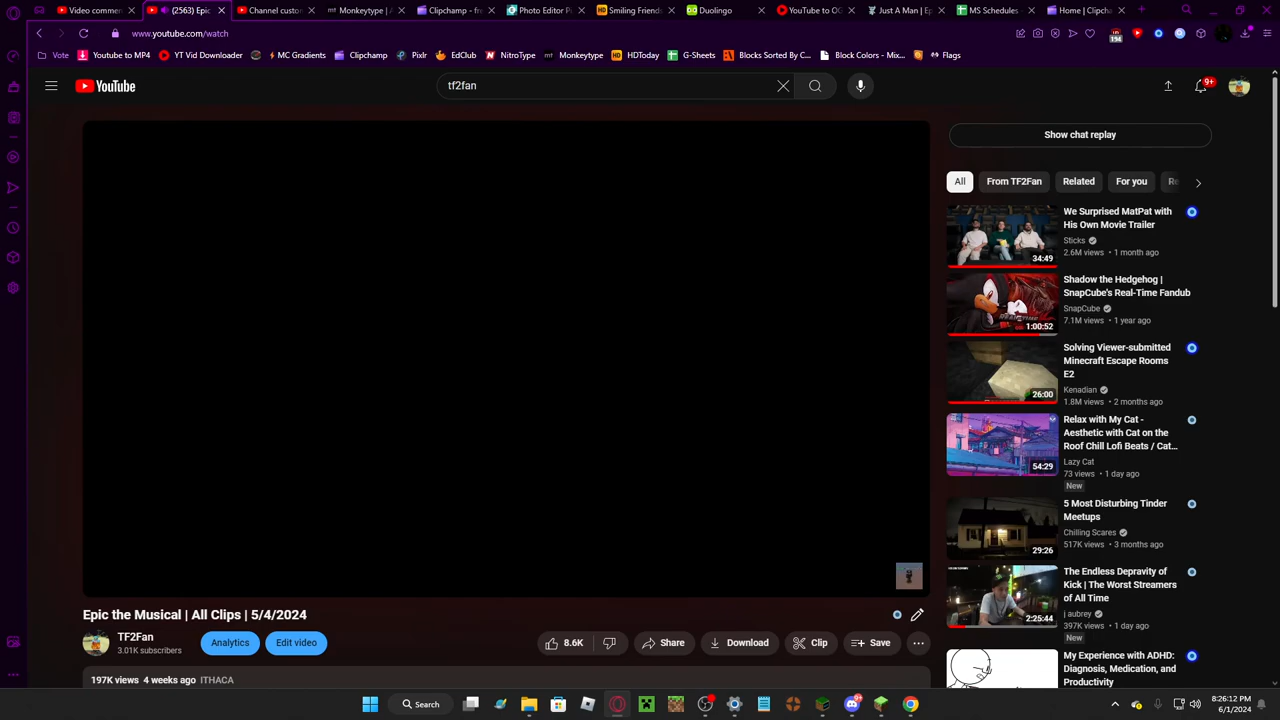 Video commen
(2563) Epic
Channel custom
Monkeytype | A
Clipchamp - fre
Photo Editor
Smiling Friends
Duolingo
YouTube to
Just A Man | Ep
MS Schedules
Home | Clipcha
www.youtube.com/watch
194
Vote
Youtube to MP4
YT Vid Downloader
MC Gradients
Clipchamp
Pixlr
EdClub
NitroType
Monkeytype
HDToday
G-Sheets
Blocks Sorted By C...
Block Colors - Mix...
Flags
YouTube
tf2fan
9+
Show chat replay
All
From TF2Fan
Related
For you
Re
We Surprised MatPat with
His Own Movie Trailer
Sticks
2.6M views • 1 month ago
34:49
Shadow the Hedgehog |
SnapCube's Real-Time Fandub
SnapCube
7.1M views • 1 year ago
1:00:52
Solving Viewer-submitted
Minecraft Escape Rooms
E2
Kenadian
1.8M views • 2 months ago
26:00
Relax with My Cat -
Aesthetic with Cat on the
Roof Chill Lofi Beats / Cat...
Lazy Cat
73 views • 1 day ago
New
54:29
5 Most Disturbing Tinder
Meetups
Chilling Scares
517K views • 3 months ago
29:26
The Endless Depravity of
Kick | The Worst Streamers
of All Time
j aubrey
397K views • 1 day ago
New
2:25:44
My Experience with ADHD:
Diagnosis, Medication, and
Productivity
Epic the Musical | All Clips | 5/4/2024
TF2Fan
3.01K subscribers
Analytics
Edit video
8.6K
Share
Download
Clip
Save
197K views 4 weeks ago ITHACA
Search
9+
8:26:12 PM
6/1/2024